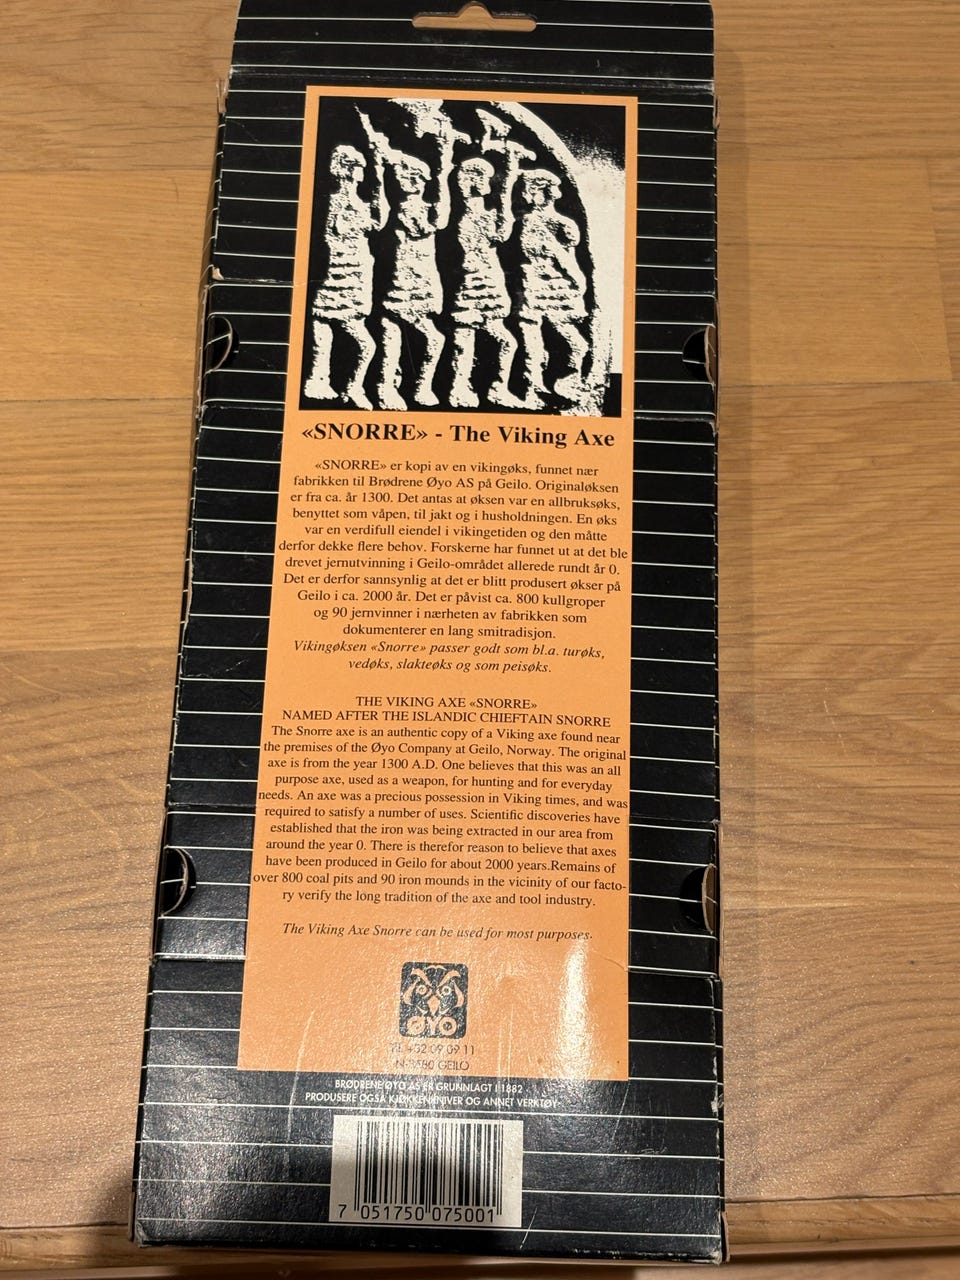 «SNORRE» - The Viking Axe
«SNORRE» er kopi av en vikingøks, funnet nær
fabrikken til Brødrene Øyo AS på Geilo. Originaløksen
er fra ca. år 1300. Det antas at øksen var en allbruksøks,
benyttet som våpen, til jakt og i husholdningen. En øks
var en verdifull eiendel i vikingetiden og den måtte
derfor dekke flere behov. Forskerne har funnet ut at det ble
drevet jernutvinning i Geilo-området allerede rundt år 0.
Det er derfor sannsynlig at det er blitt produsert økser på
Geilo i ca. 2000 år. Det er påvist ca. 800 kullgroper
og 90 jernvinner i nærheten av fabrikken som
dokumenterer en lang smitradisjon.
Vikingøksen «Snorre» passer godt som bl.a. turøks,
vedøks, slakteøks og som peisøks.
THE VIKING AXE «SNORRE»
NAMED AFTER THE ISLANDIC CHIEFTAIN SNORRE
The Snorre axe is an authentic copy of a Viking axe found near
the premises of the Øyo Company at Geilo, Norway. The original
axe is from the year 1300 A.D. One believes that this was an all
purpose axe, used as a weapon, for hunting and for everyday
needs. An axe was a precious possession in Viking times, and was
required to satisfy a number of uses. Scientific discoveries have
established that the iron was being extracted in our area from
around the year 0. There is therefor reason to believe that axes
have been produced in Geilo for about 2000 years.Remains of
over 800 coal pits and 90 iron mounds in the vicinity of our facto-
ry verify the long tradition of the axe and tool industry.
The Viking Axe Snorre can be used for most purposes.
ØYO
+32 09 09 11
N-3580 GEILO
BRØDRENE ØYO AS ER GRUNNLAGT I 1882
PRODUSERE OGSÅ KJØKKENKNIVER OG ANNET VERKTØY
7 051750 075001